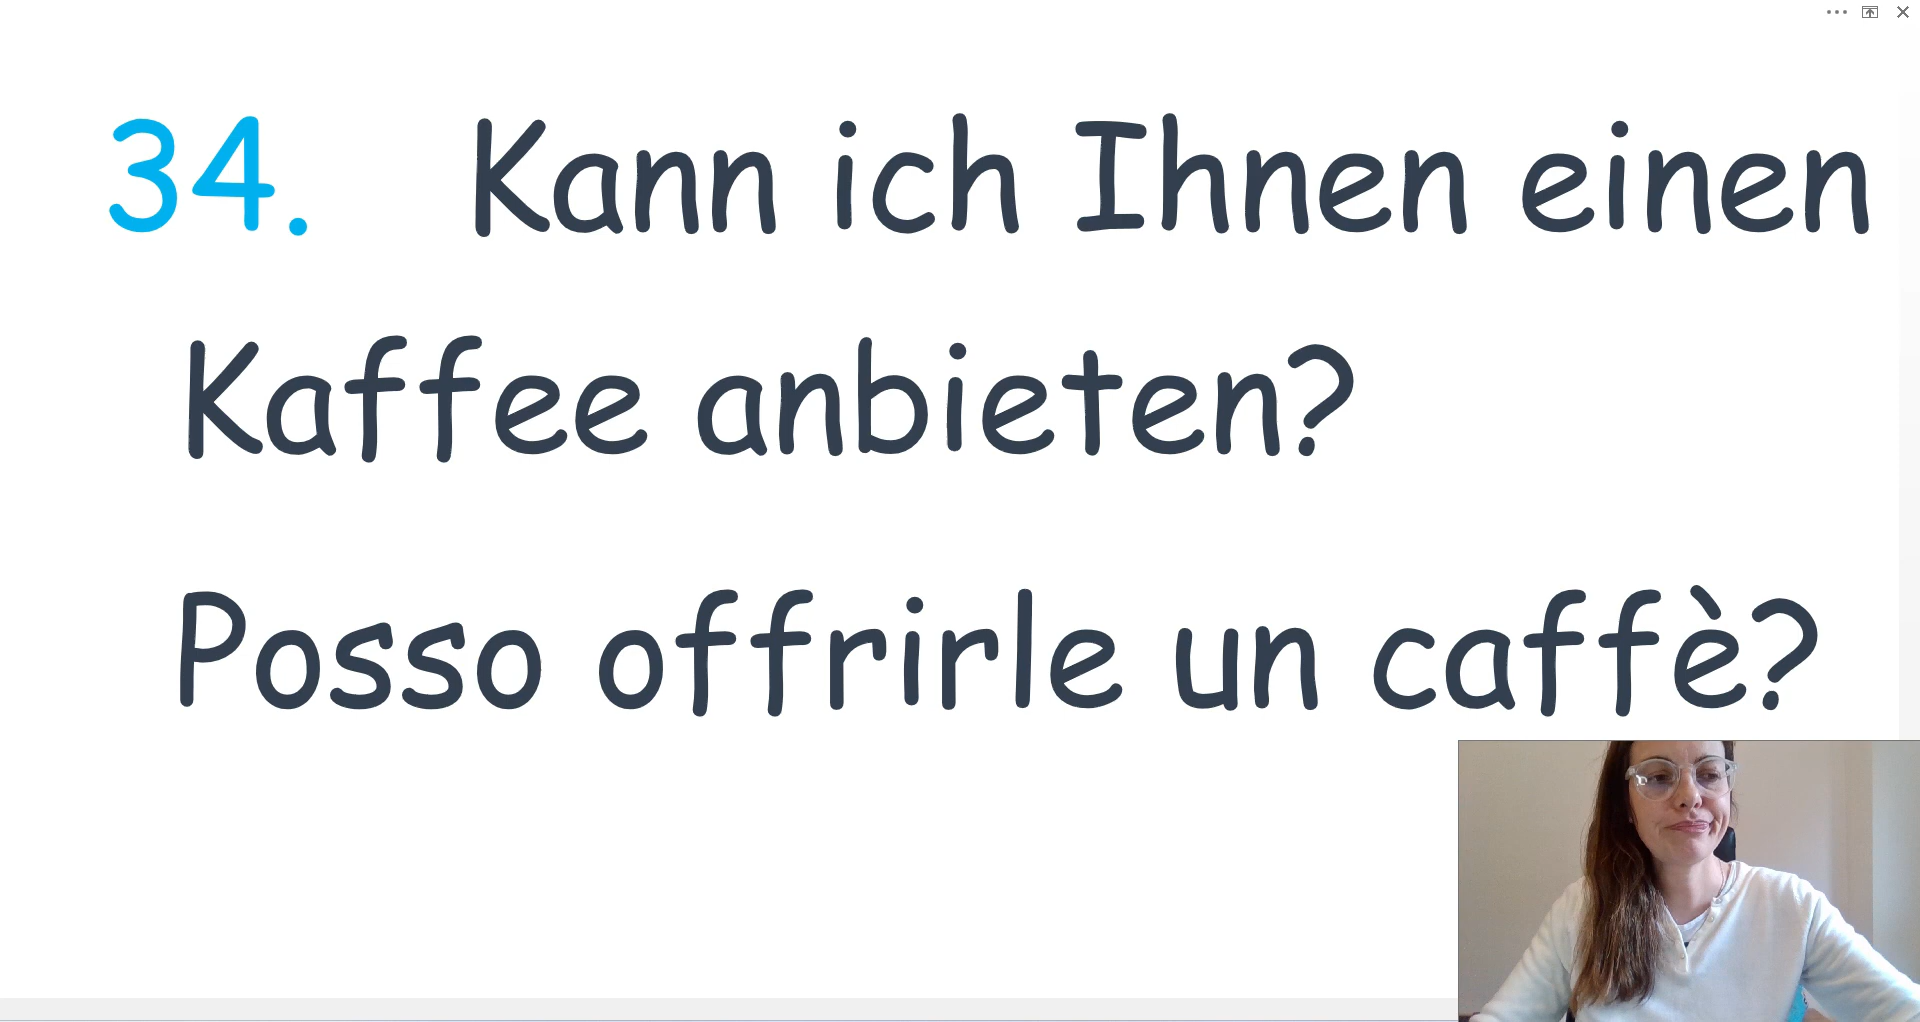 34. Kann ich Ihnen einen
Kaffee anbieten?
Posso offrirle un caffè?